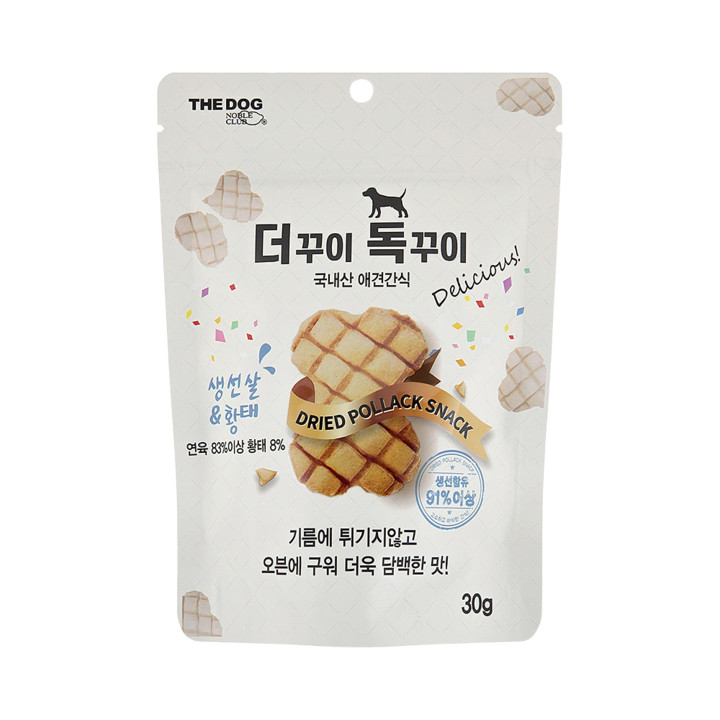 THE DOG
NOBLE
CLUB®
더꾸이 독꾸이
국내산 애견간식
Delicious!
생선살
&황태
연육 83%이상 황태 8%
DRIED POLLACK SNACK
DRIED POLLACK SNACK
생선함유
91%이상
기름에 튀기지않고
오븐에 구워 더욱 담백한 맛!
30g